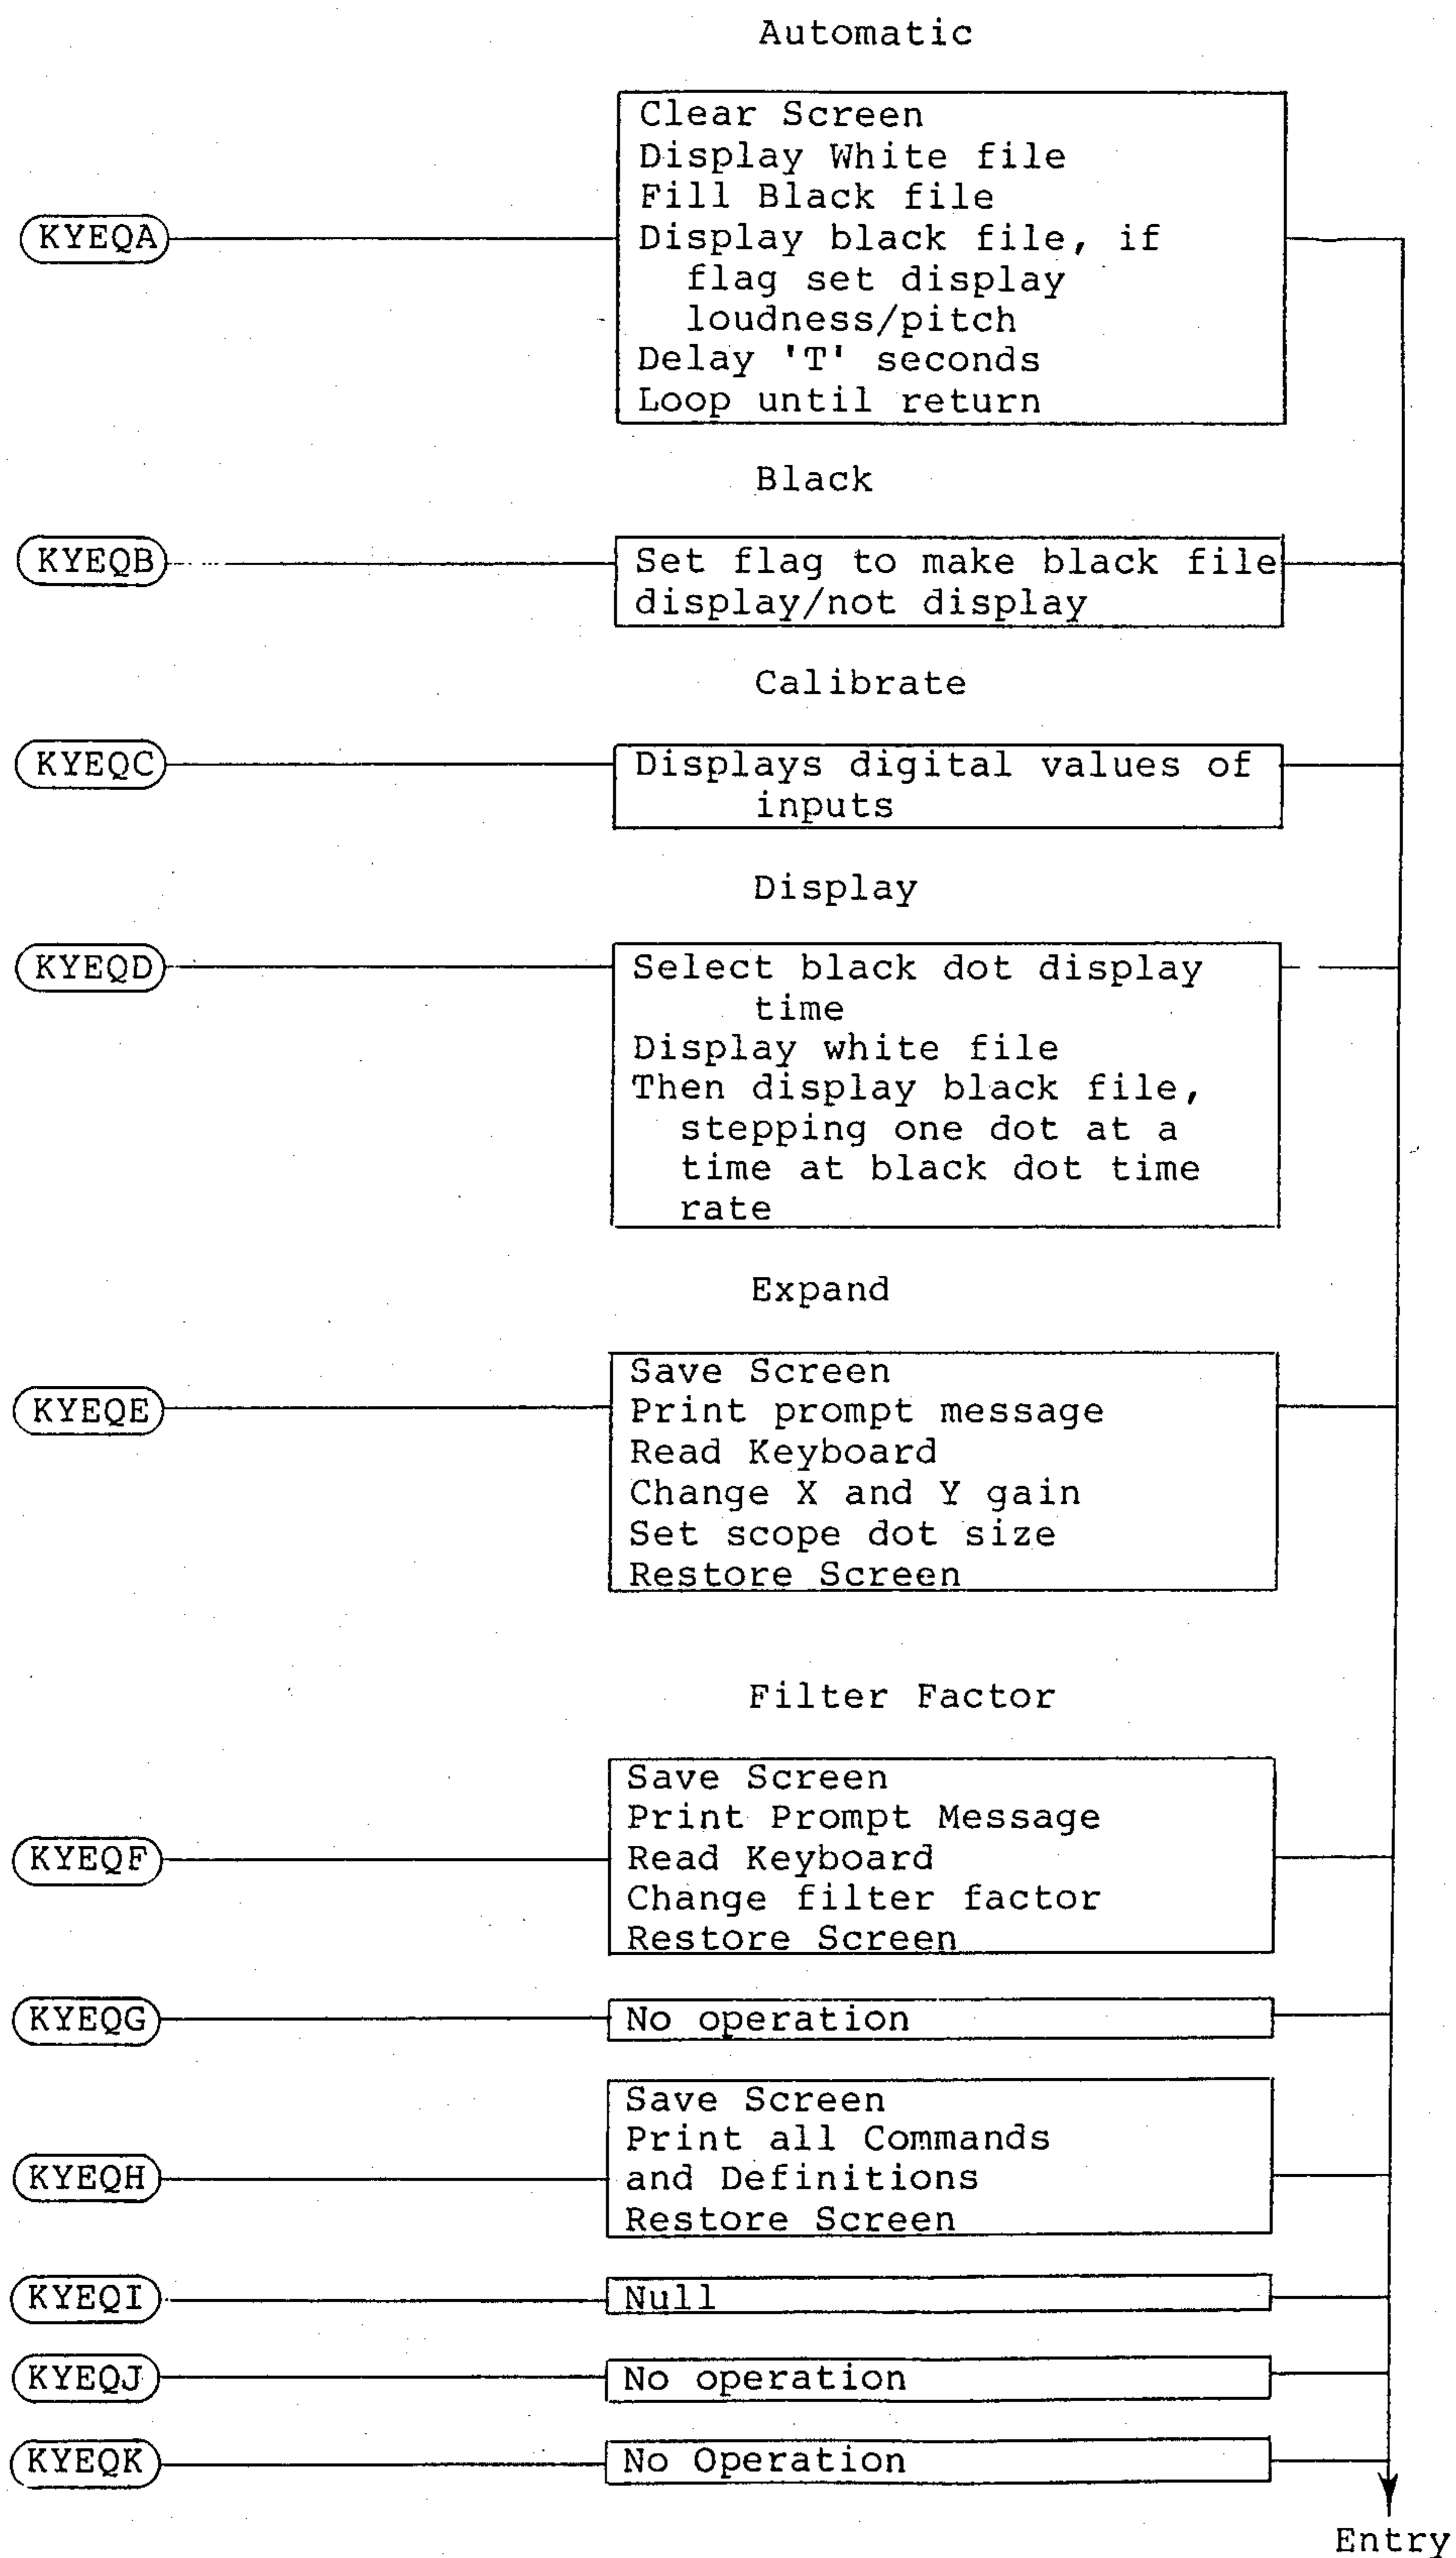 Automatic
Clear Screen
Display White file
Fill Black file
KYEQA
Display black file, if
flag set display
loudness/pitch
Delay 'T' seconds
Loop until return
Black
KYEQB
Set flag to make black file
display/not display
Calibrate
KYEQC
Displays digital values of
inputs
Display
KYEQD
Select black dot display
time
Display white file
Then display black file,
stepping one dot at a
time at black dot time
rate
Expand
Save Screen
KYEQE
Print prompt message
Read Keyboard
Change X and Y gain
Set scope dot size
Restore Screen
Filter Factor
Save Screen
Print Prompt Message
KYEQF
Read Keyboard
Change filter factor
Restore Screen
KYEQG
No operation
Save Screen
Print all Commands
KYEQH
and Definitions
Restore Screen
KYEQI
Null
KYEQJ
No operation
KYEQK
No Operation
Entry